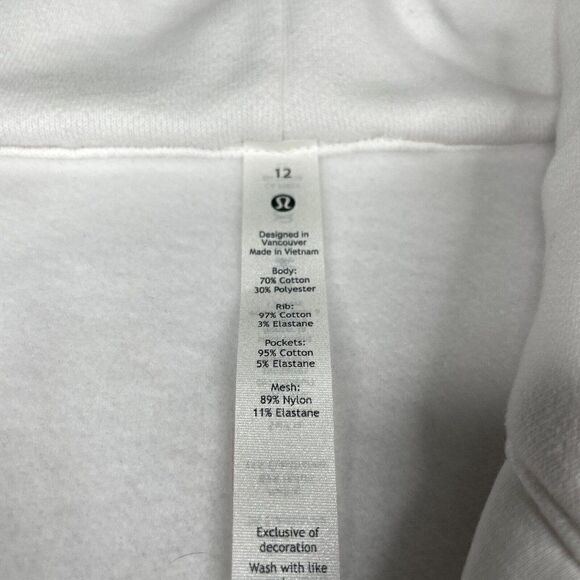 12
Designed in
Vancouver
Made in Vietnam
Body:
70% Cotton
30% Polyester
Rib:
97% Cotton
3% Elastane
Pockets:
95% Cotton
5% Elastane
Mesh:
89% Nylon
11% Elastane
Exclusive of
decoration
Wash with like